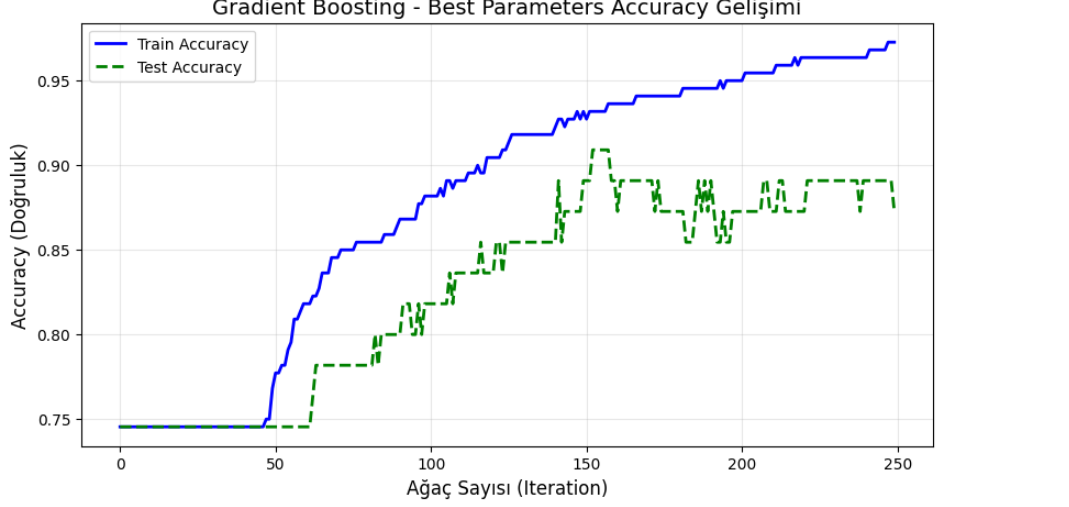 Gradient Boosting - Best Parameters Accuracy Gelişimi
Train Accuracy
Test Accuracy
Accuracy (Doğruluk)
0.95
0.90
0.85
0.80
0.75
0 50 100 150 200 250
Ağaç Sayısı (Iteration)